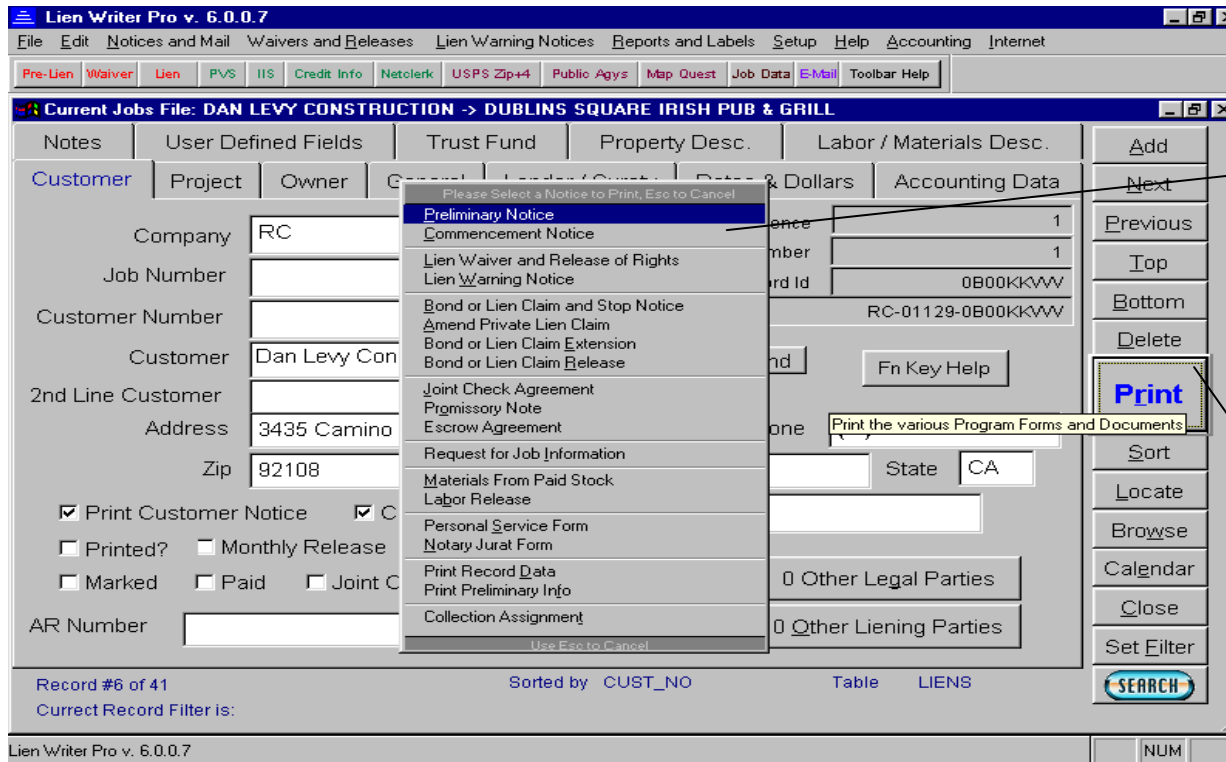 Lien Writer Pro v. 6.0.0.7
File Edit Notices and Mail Waivers and Releases Lien Warning Notices Reports and Labels Setup Help Accounting Internet
Pre-Lien Waiver Lien PVS IIS Credit Info Netclerk USPS Zip+4 Public Agys Map Quest Job Data E-Mail Toolbar Help
Current Jobs File: DAN LEVY CONSTRUCTION -> DUBLINS SQUARE IRISH PUB & GRILL
Notes User Defined Fields Trust Fund Property Desc. Labor / Materials Desc.
Customer Project Owner General Lender / Surety Dates & Dollars Accounting Data
Company RC
Job Number
Customer Number
Customer Dan Levy Con
2nd Line Customer
Address 3435 Camino
Zip 92108
Print Customer Notice C
Printed? Monthly Release
Marked Paid Joint C
AR Number
Please Select a Notice to Print, Esc to Cancel
Preliminary Notice
Commencement Notice
Lien Waiver and Release of Rights
Lien Warning Notice
Bond or Lien Claim and Stop Notice
Amend Private Lien Claim
Bond or Lien Claim Extension
Bond or Lien Claim Release
Joint Check Agreement
Promissory Note
Escrow Agreement
Request for Job Information
Materials From Paid Stock
Labor Release
Personal Service Form
Notary Jurat Form
Print Record Data
Print Preliminary Info
Collection Assignment
Use Esc to Cancel
ence 1
mber 1
ord Id 0B00KKVW
RC-01129-0B00KKVW
nd Fn Key Help
one
Print the various Program Forms and Documents
State CA
0 Other Legal Parties
0 Other Liening Parties
Add
Next
Previous
Top
Bottom
Delete
Print
Sort
Locate
Browse
Calendar
Close
Set Filter
SEARCH
Record #6 of 41 Sorted by CUST_NO Table LIENS
Currect Record Filter is:
Lien Writer Pro v. 6.0.0.7 NUM